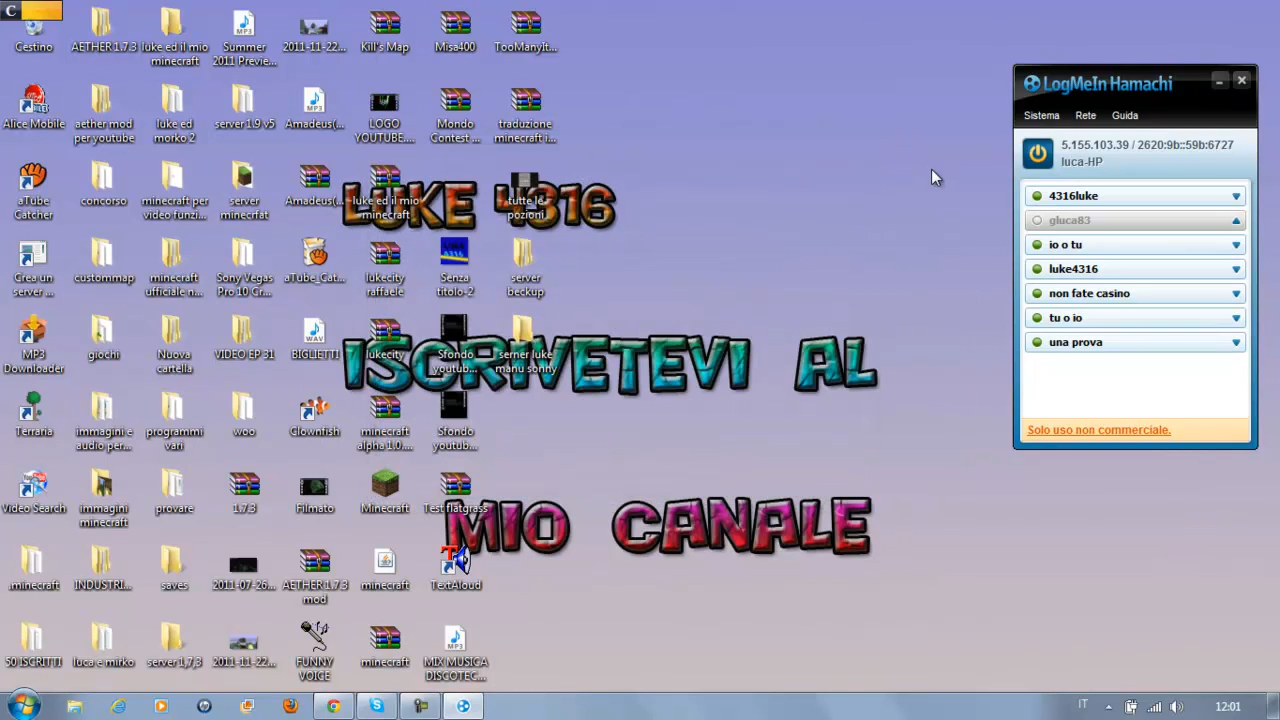 C
Cestino
AETHER 1.7.3
luke ed il mio
minecraft
Summer
2011 Previe...
2011-11-22...
Kill's Map
Misa400
TooManyIt...
Alice Mobile
aether mod
per youtube
luke ed
morko 2
server 1.9 v5
Amadeus(...
LOGO
YOUTUBE....
Mondo
Contest ...
traduzione
minecraft i...
aTube
Catcher
concorso
minecraft per
video funzi...
server
minecrfat
Amadeus(...
luke ed il mio
minecraft
tutte le
pozioni
LUKE 4316
Crea un
server ...
custommap
minecraft
ufficiale n...
Sony Vegas
Pro 10 Cr...
aTube_Cat...
lukecity
raffaele
Senza
titolo-2
server
beckup
MP3
Downloader
giochi
Nuova
cartella
VIDEO EP 31
BIGLIETTI
lukecity
Sfondo
youtub...
serner luke
manu sonny
ISCRIVETEVI AL
Terraria
immagini e
audio per...
programmi
vari
woo
Clownfish
minecraft
alpha 1.0....
Sfondo
youtub...
Video Search
immagini
minecraft
provare
1.7.3
Filmato
Minecraft
Test flatgrass
MIO CANALE
.minecraft
INDUSTRI...
saves
2011-07-26...
AETHER 1.7.3
mod
minecraft
TextAloud
50 ISCRITTI
luca e mirko
server 1,7,3
2011-11-22...
FUNNY
VOICE
minecraft
MIX MUSICA
DISCOTEC...
LogMeIn Hamachi
Sistema Rete Guida
5.155.103.39 / 2620:9b::59b:6727
luca-HP
4316luke
gluca83
io o tu
luke4316
non fate casino
tu o io
una prova
Solo uso non commerciale.
IT 12:01